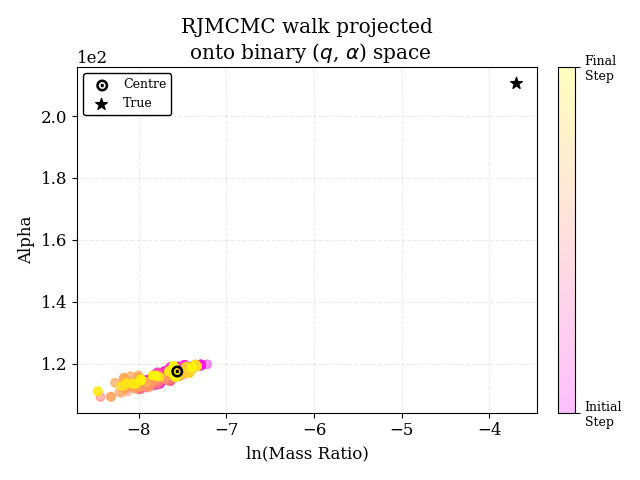 RJMCMC walk projected
onto binary (q, α) space
1e2
Centre
True
2.0
1.8
1.6
1.4
1.2
Alpha
−8
−7
−6
−5
−4
ln(Mass Ratio)
Final
Step
Initial
Step